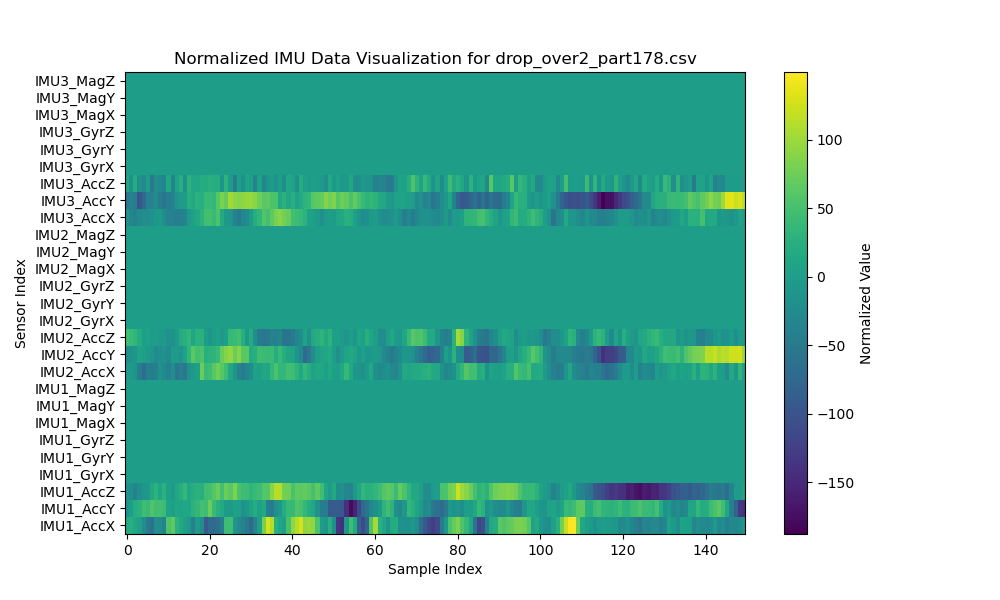 Normalized IMU Data Visualization for drop_over2_part178.csv
IMU3_MagZ
IMU3_MagY
IMU3_MagX
IMU3_GyrZ
IMU3_GyrY
IMU3_GyrX
IMU3_AccZ
IMU3_AccY
IMU3_AccX
IMU2_MagZ
IMU2_MagY
IMU2_MagX
IMU2_GyrZ
IMU2_GyrY
IMU2_GyrX
IMU2_AccZ
IMU2_AccY
IMU2_AccX
IMU1_MagZ
IMU1_MagY
IMU1_MagX
IMU1_GyrZ
IMU1_GyrY
IMU1_GyrX
IMU1_AccZ
IMU1_AccY
IMU1_AccX
Sensor Index
0 20 40 60 80 100 120 140
Sample Index
100
50
0
−50
−100
−150
Normalized Value